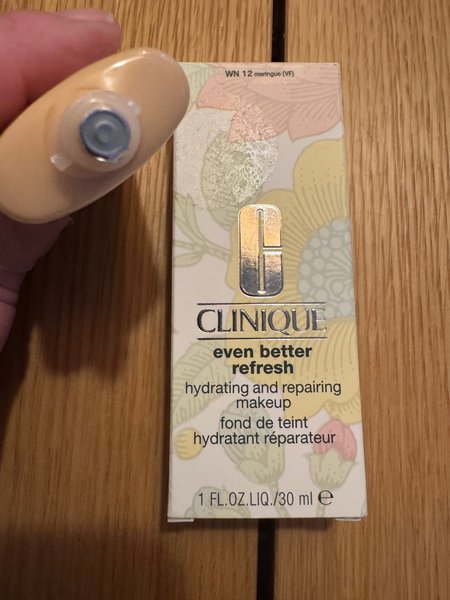 WN 12 meringue (VF)
CLINIQUE
even better
refresh
hydrating and repairing
makeup
fond de teint
hydratant réparateur
1 FL.OZ.LIQ./30 ml ℮